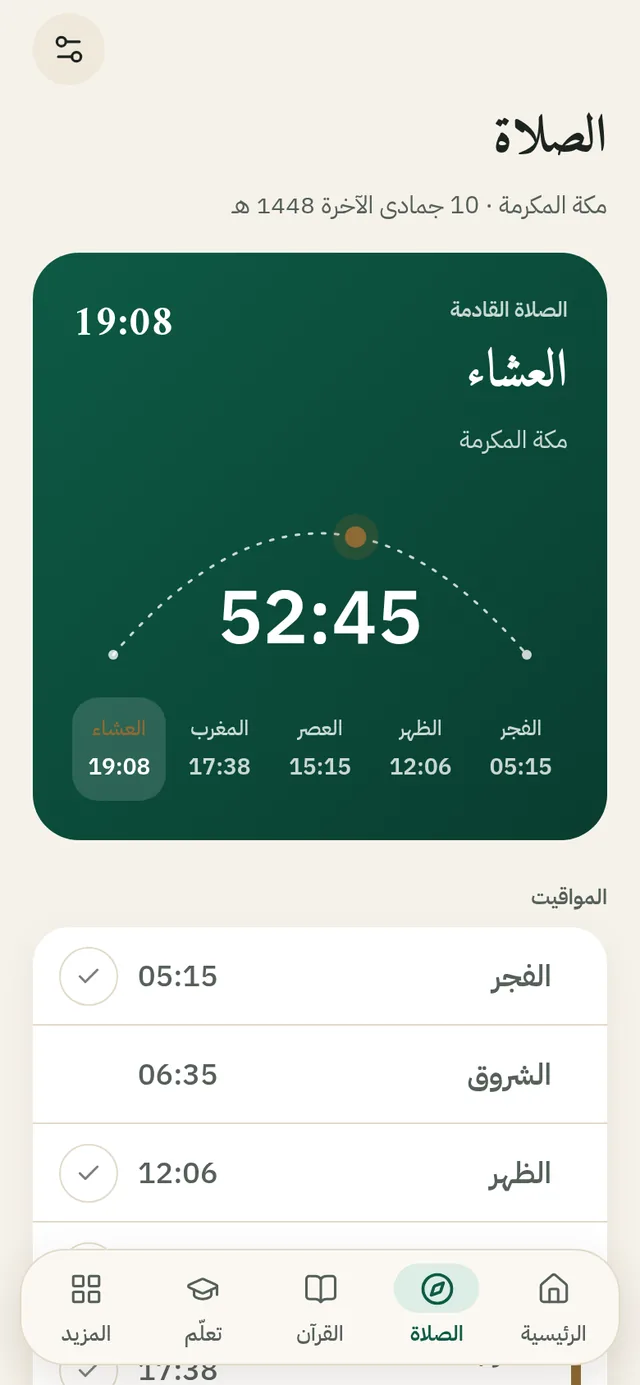 الصلاة
مكة المكرمة · 10 جمادى الآخرة 1448 هـ
الصلاة القادمة
19:08
العشاء
مكة المكرمة
52:45
الفجر المغرب العصر الظهر العشاء
05:15 12:06 15:15 17:38 19:08
المواقيت
الفجر 05:15
الشروق 06:35
الظهر 12:06
17:38
الرئيسية الصلاة القرآن تعلّم المزيد